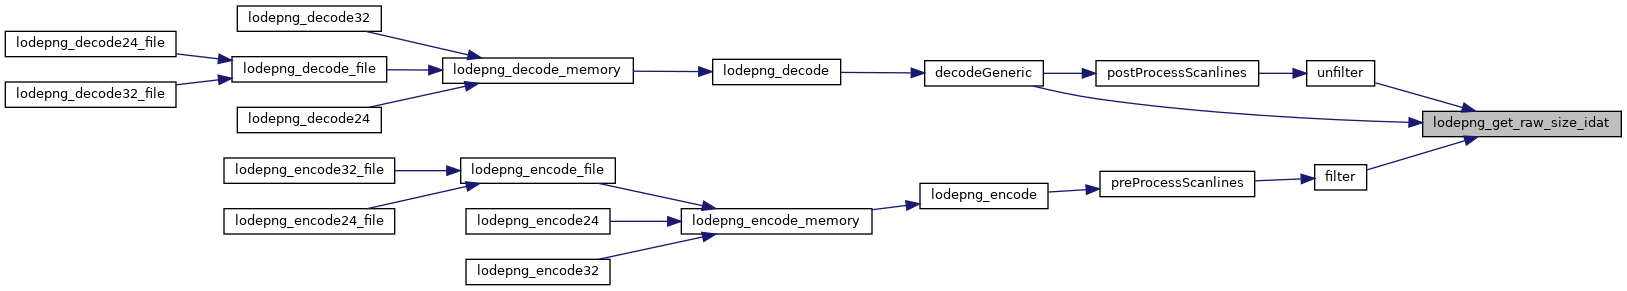 lodepng_decode32
lodepng_decode24_file
lodepng_decode_file
lodepng_decode_memory
lodepng_decode
decodeGeneric
postProcessScanlines
unfilter
lodepng_decode32_file
lodepng_decode24
lodepng_get_raw_size_idat
lodepng_encode32_file
lodepng_encode_file
lodepng_encode
preProcessScanlines
filter
lodepng_encode24_file
lodepng_encode24
lodepng_encode_memory
lodepng_encode32